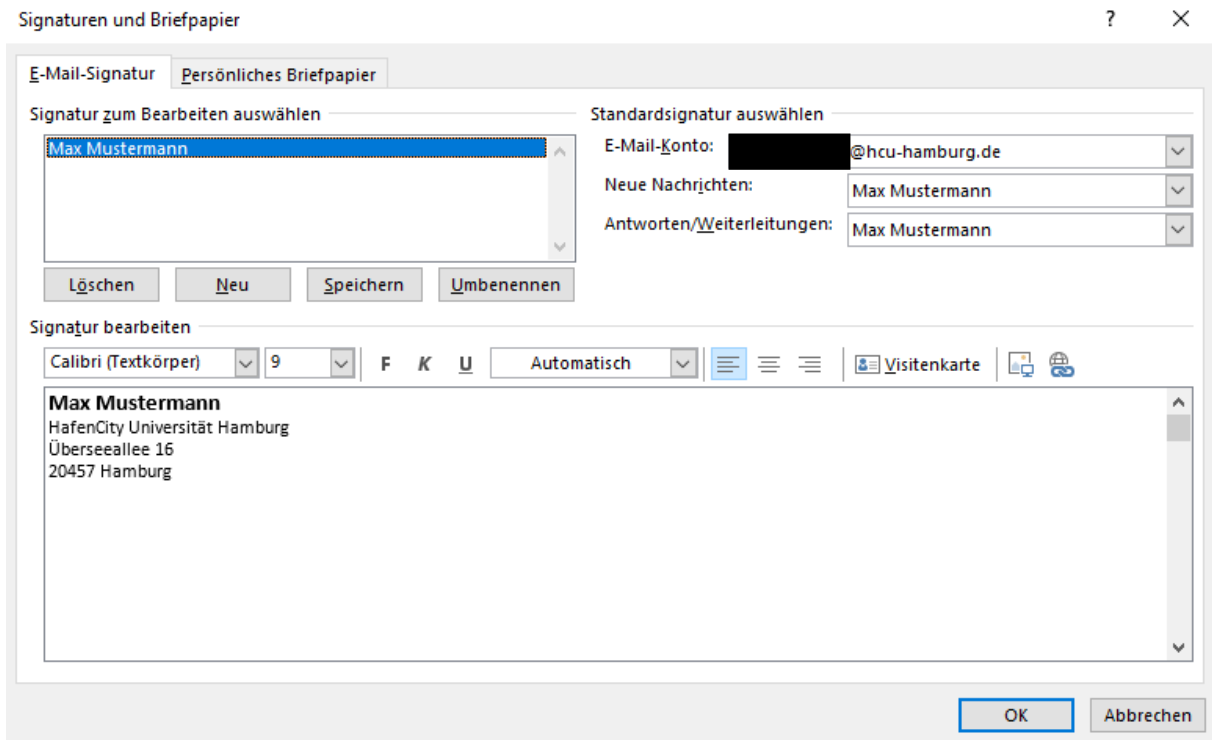 Signaturen und Briefpapier ?
E-Mail-Signatur Persönliches Briefpapier
Signatur zum Bearbeiten auswählen
Max Mustermann
Löschen Neu Speichern Umbenennen
Standardsignatur auswählen
E-Mail-Konto: @hcu-hamburg.de
Neue Nachrichten: Max Mustermann
Antworten/Weiterleitungen: Max Mustermann
Signatur bearbeiten
Calibri (Textkörper) 9 F K U Automatisch Visitenkarte
Max Mustermann
HafenCity Universität Hamburg
Überseeallee 16
20457 Hamburg
OK Abbrechen